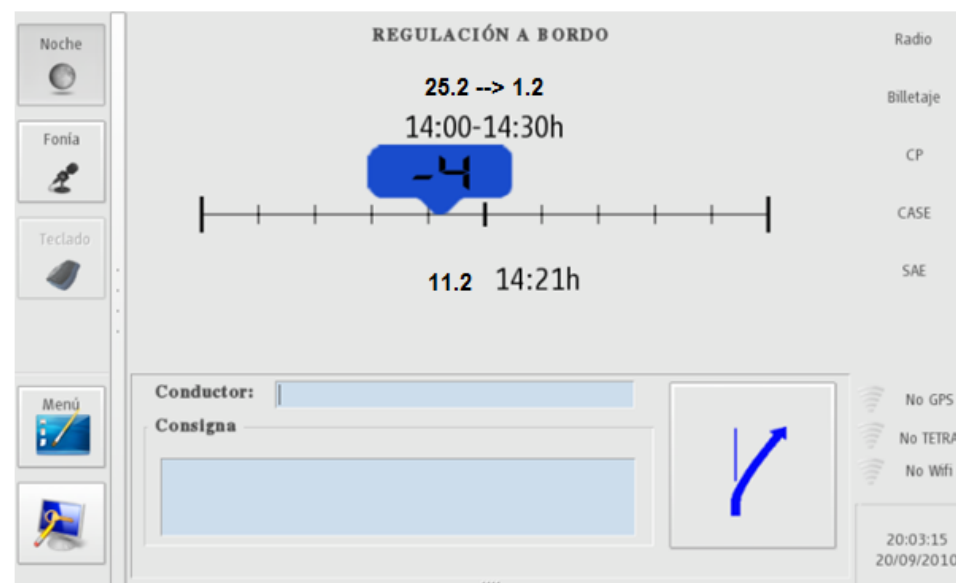 Noche
Fonía
Teclado
Menú
REGULACIÓN A BORDO
25.2 --> 1.2
14:00-14:30h
-4
11.2 14:21h
Conductor:
Consigna
Radio
Billetaje
CP
CASE
SAE
No GPS
No TETRA
No Wifi
20:03:15
20/09/2010